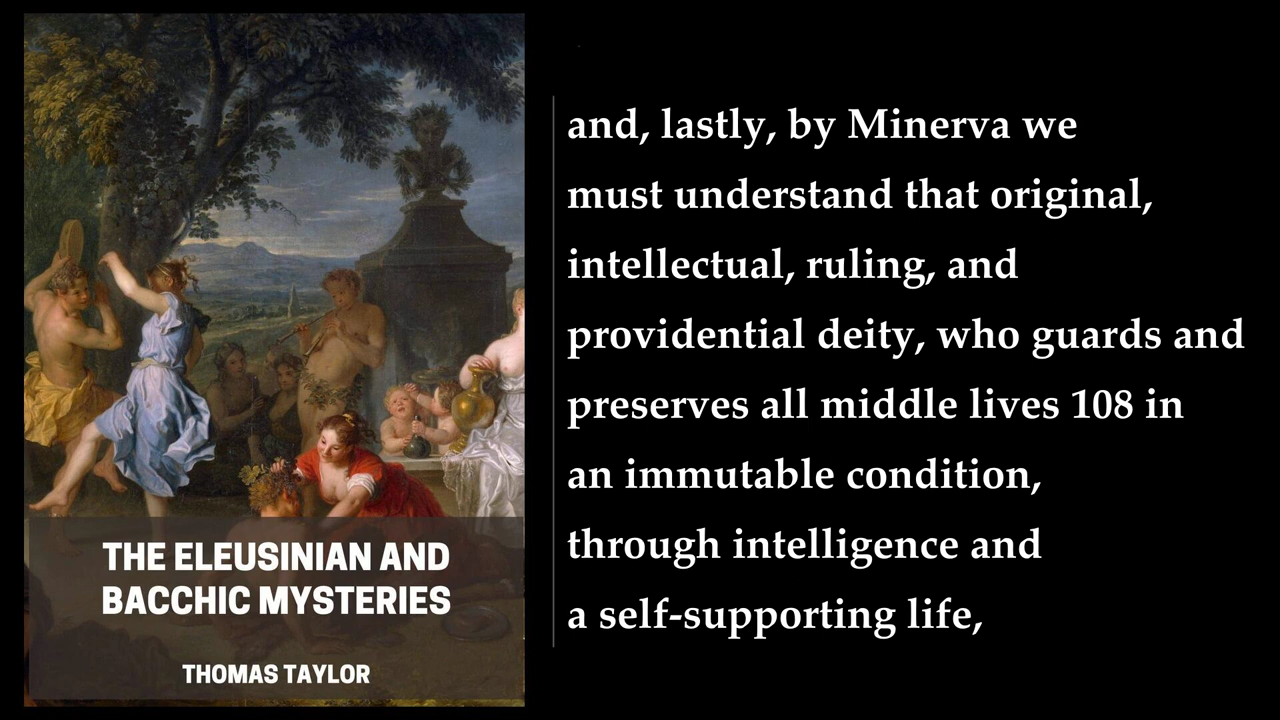 THE ELEUSINIAN AND
BACCHIC MYSTERIES
THOMAS TAYLOR
and, lastly, by Minerva we
must understand that original,
intellectual, ruling, and
providential deity, who guards and
preserves all middle lives 108 in
an immutable condition,
through intelligence and
a self-supporting life,